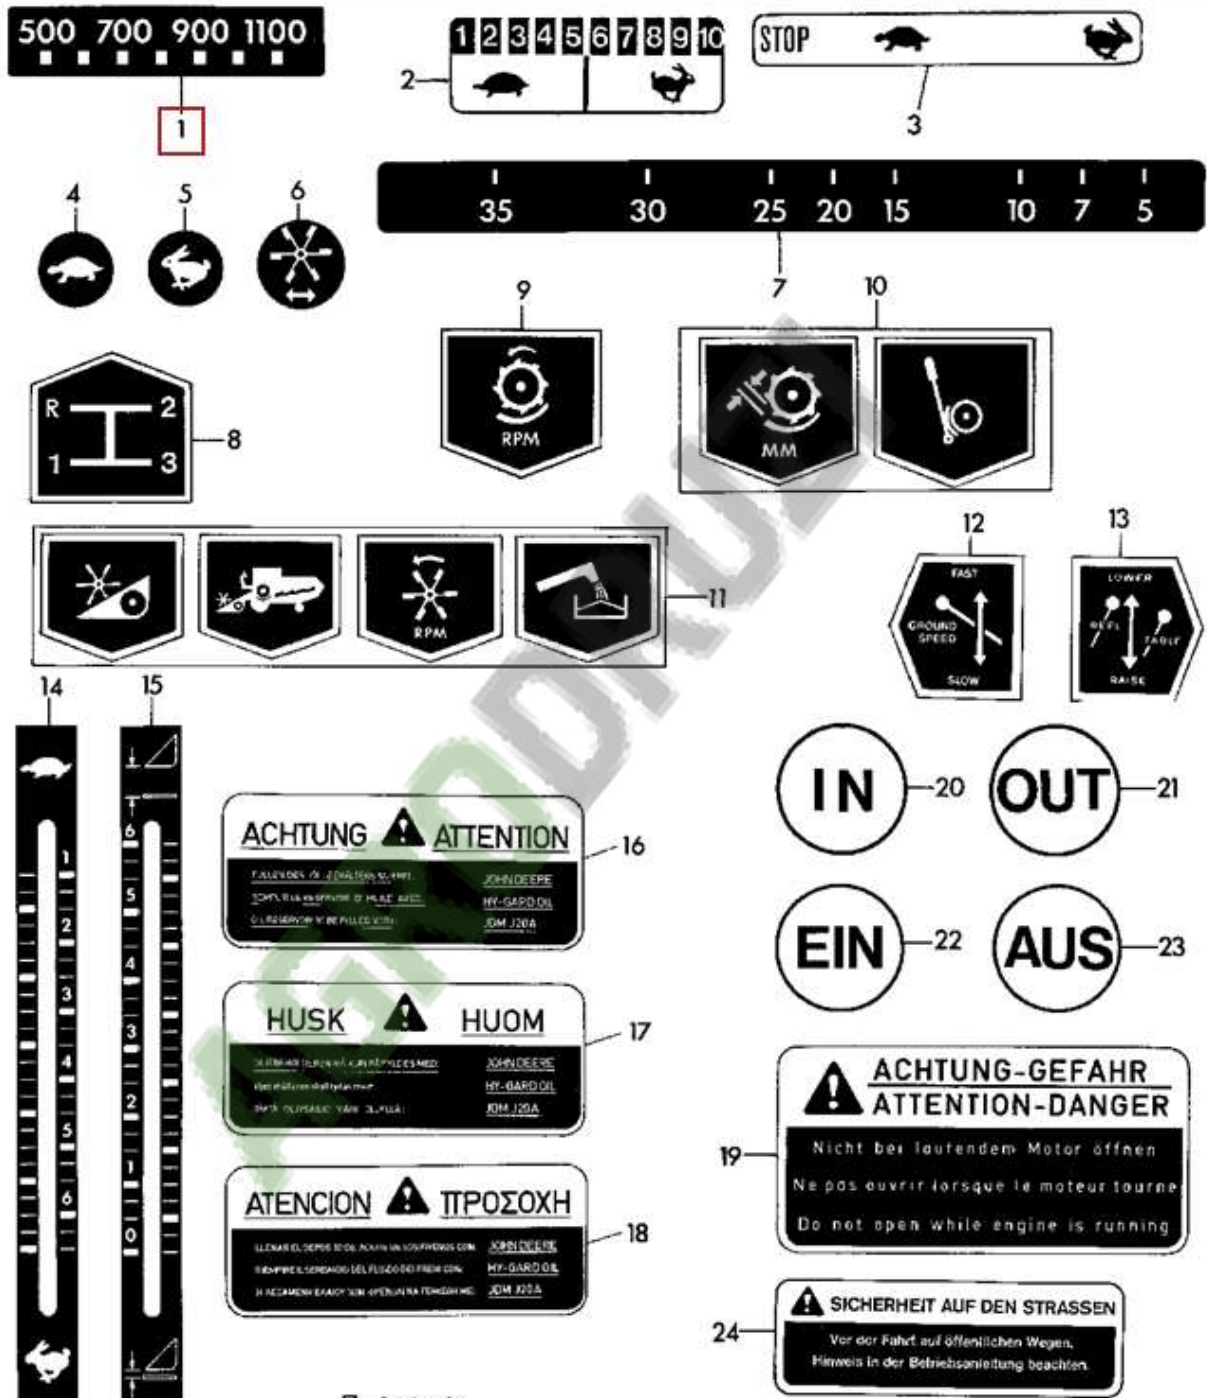 500 700 900 1100
1
1 2 3 4 5 6 7 8 9 10
2
STOP
3
35 30 25 20 15 10 7 5
7
4
5
6
R 2
1 3
8
9
RPM
10
MM
11
RPM
12
FAST
GROUND
SPEED
SLOW
13
LOWER
REEL
TABLE
RAISE
14
1
2
3
4
5
6
15
6
5
4
3
2
1
0
ACHTUNG ATTENTION
JOHN DEERE
HY-GARD OIL
JDM J20A
16
HUSK HUOM
JOHN DEERE
HY-GARD OIL
JDM J20A
17
ATENCION ΠΡΟΣΟΧΗ
JOHN DEERE
HY-GARD OIL
JDM J20A
18
IN
20
OUT
21
EIN
22
AUS
23
ACHTUNG-GEFAHR
ATTENTION-DANGER
Nicht bei laufendem Motor öffnen
Ne pas ouvrir lorsque le moteur tourne
Do not open while engine is running
19
SICHERHEIT AUF DEN STRASSEN
Vor der Fahrt auf öffentlichen Wegen,
Hinweis in der Betriebsanleitung beachten.
24
AGRODRUZI